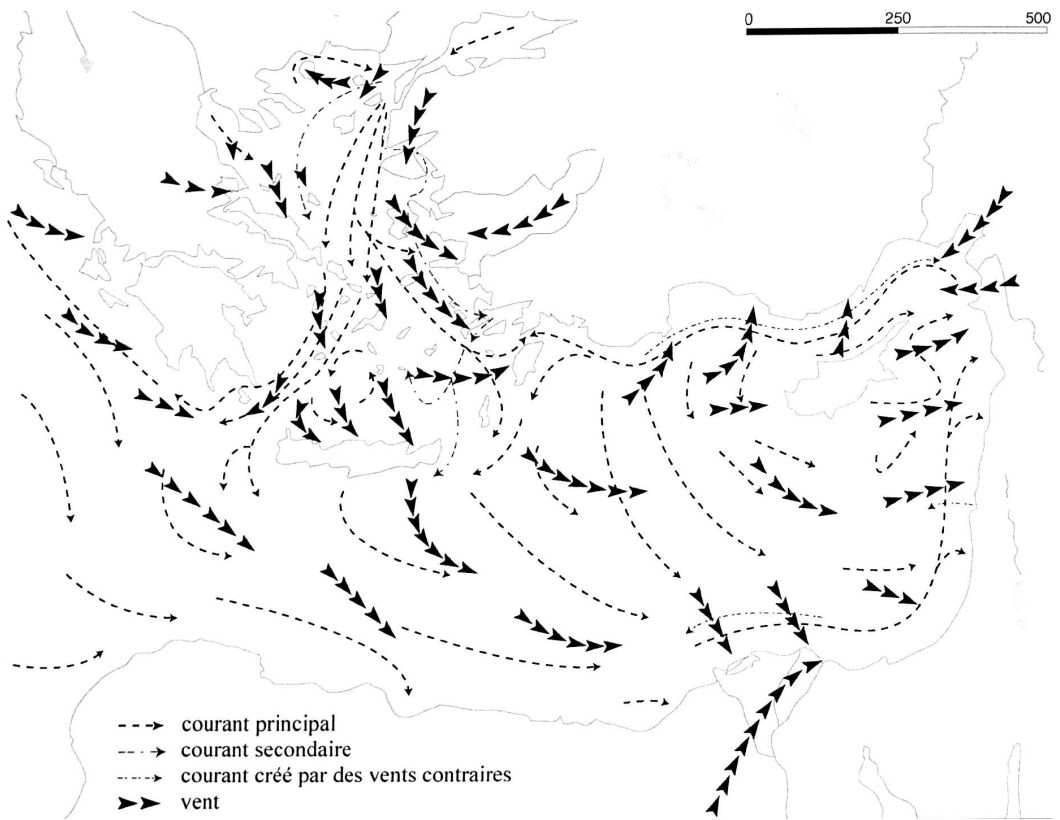 0 250 500
courant principal
courant secondaire
courant créé par des vents contraires
vent